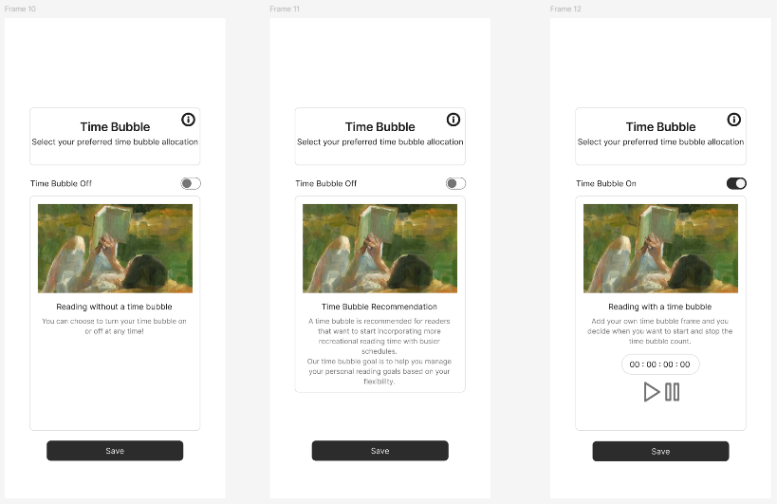 Frame 10
Time Bubble
Select your preferred time bubble allocation
Time Bubble Off
Reading without a time bubble
You can choose to turn your time bubble on
or off at any time!
Save
Frame 11
Time Bubble
Select your preferred time bubble allocation
Time Bubble Off
Time Bubble Recommendation
A time bubble is recommended for readers
that want to start incorporating more
recreational reading time with busier
schedules.
Our time bubble goal is to help you manage
your personal reading goals based on your
flexibility.
Save
Frame 12
Time Bubble
Select your preferred time bubble allocation
Time Bubble On
Reading with a time bubble
Add your own time bubble frame and you
decide when you want to start and stop the
time bubble count.
00 : 00 : 00 : 00
Save